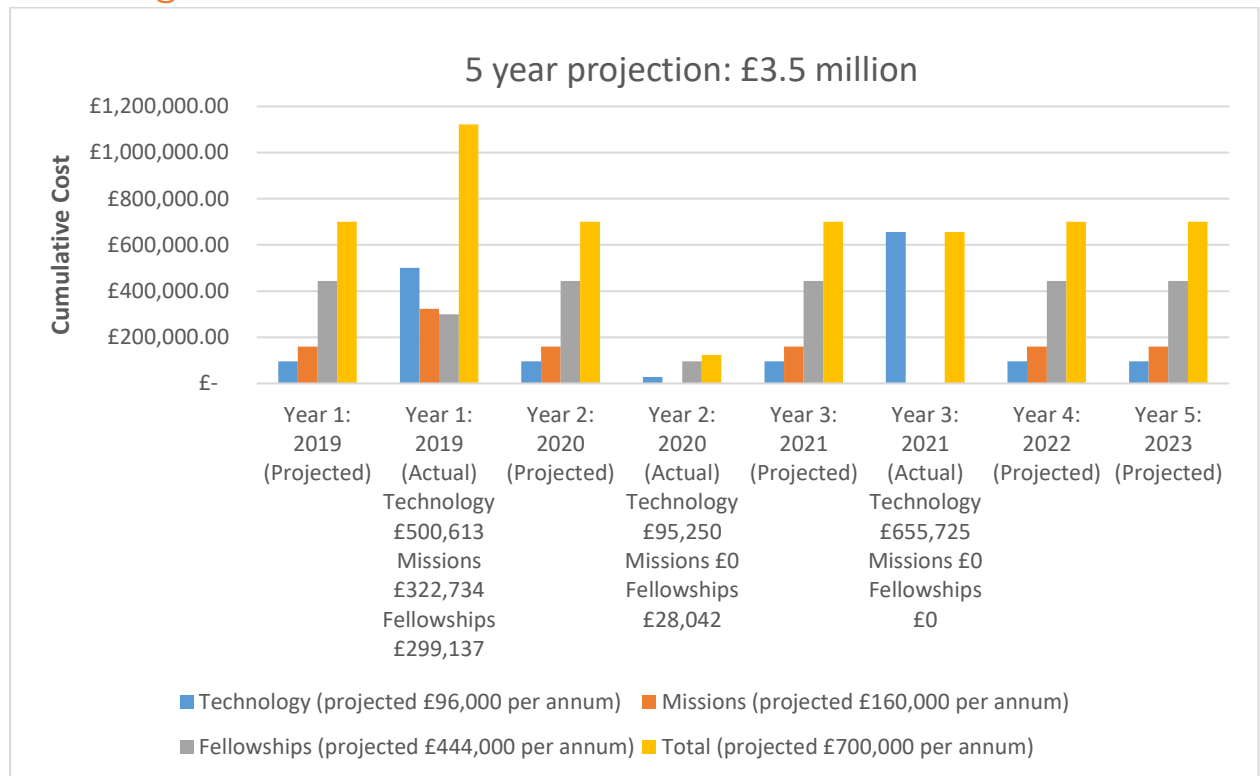 5 year projection: £3.5 million
Cumulative Cost
£1,200,000.00
£1,000,000.00
£800,000.00
£600,000.00
£400,000.00
£200,000.00
£-
Year 1:
2019
(Projected)
Year 1:
2019
(Actual)
Technology
£500,613
Missions
£322,734
Fellowships
£299,137
Year 2:
2020
(Projected)
Year 2:
2020
(Actual)
Technology
£95,250
Missions £0
Fellowships
£28,042
Year 3:
2021
(Projected)
Year 3:
2021
(Actual)
Technology
£655,725
Missions £0
Fellowships
£0
Year 4:
2022
(Projected)
Year 5:
2023
(Projected)
Technology (projected £96,000 per annum)
Missions (projected £160,000 per annum)
Fellowships (projected £444,000 per annum)
Total (projected £700,000 per annum)